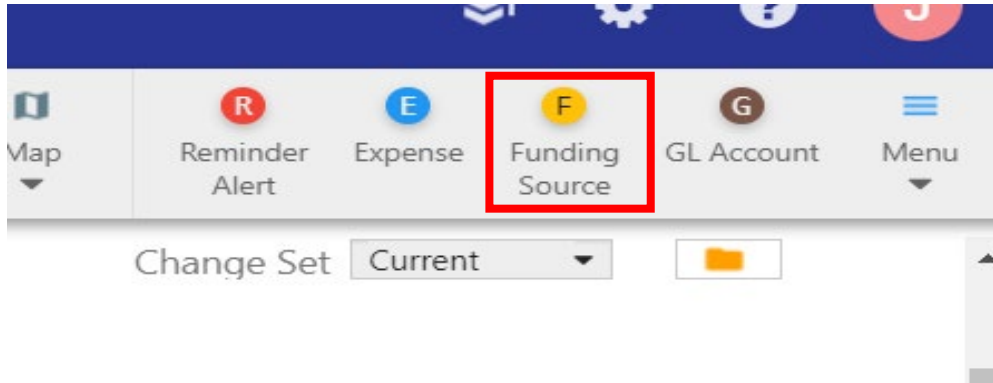 J
R E F G
Map Reminder Alert Expense Funding Source GL Account Menu
Change Set Current